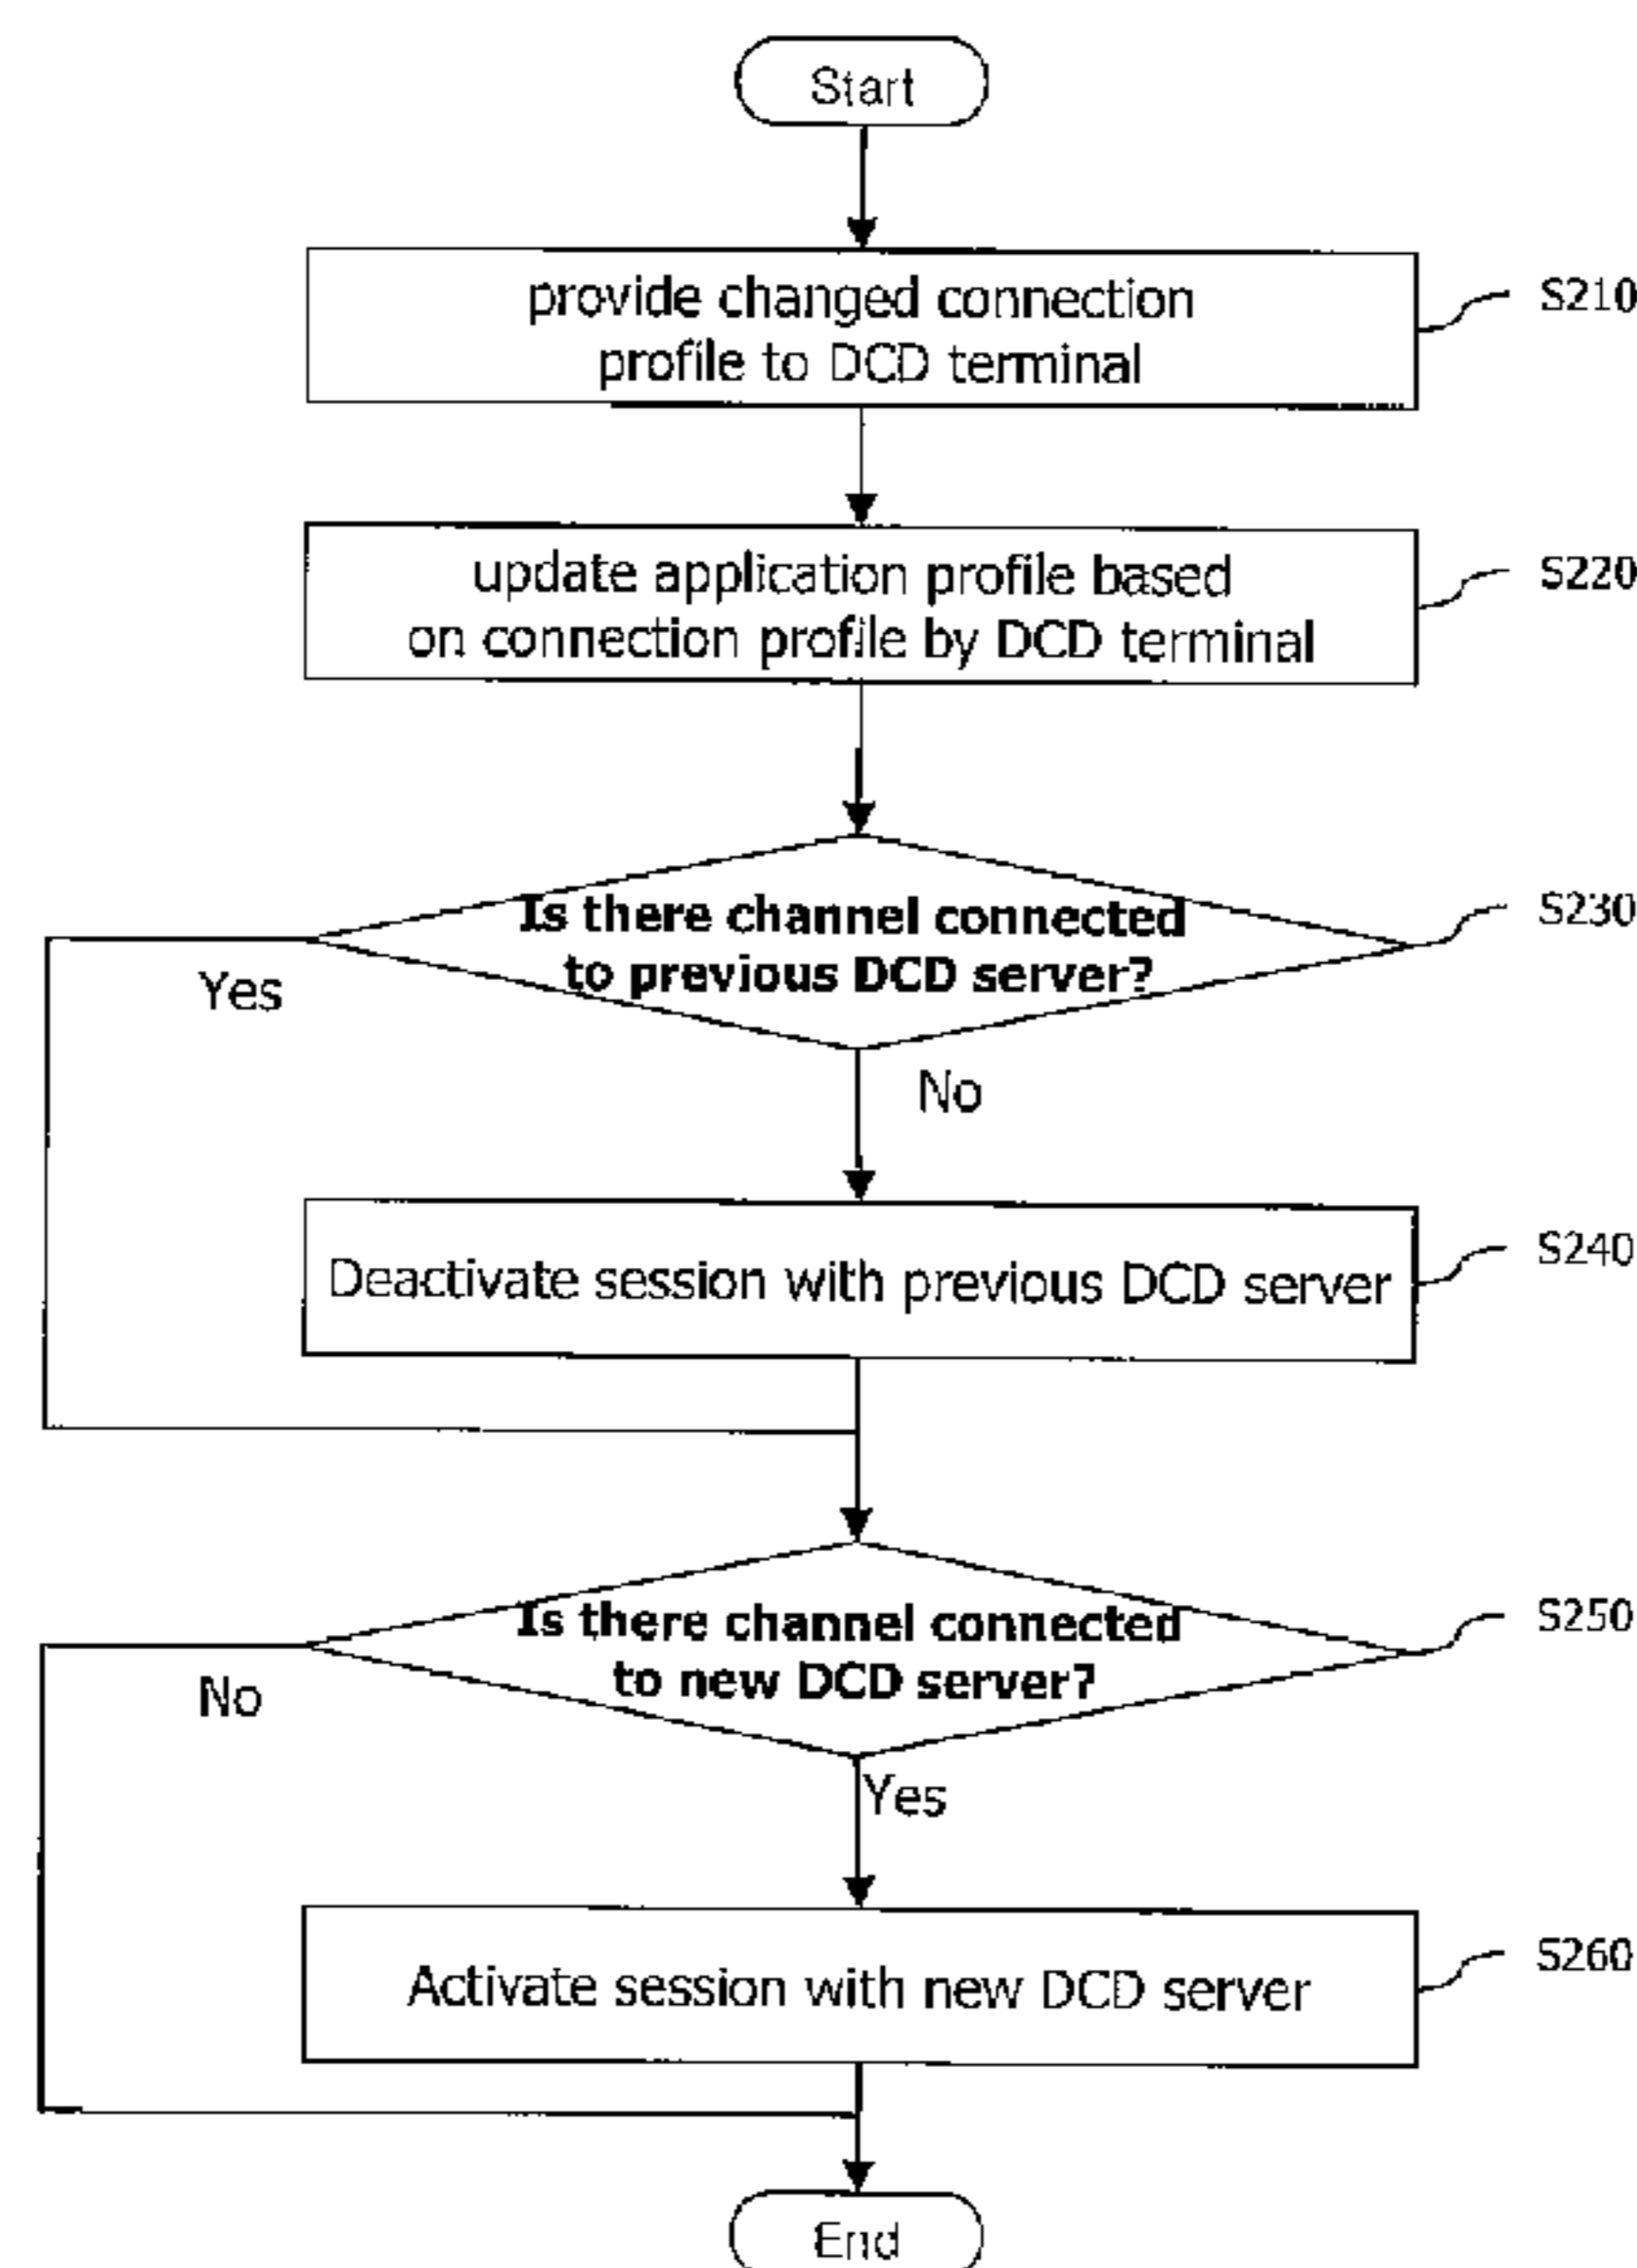 Start
provide changed connection
profile to DCD terminal
S210
update application profile based
on connection profile by DCD terminal
S220
Is there channel connected
to previous DCD server?
S230
Yes
No
Deactivate session with previous DCD server
S240
Is there channel connected
to new DCD server?
S250
No
Yes
Activate session with new DCD server
S260
End